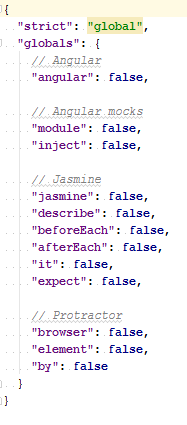 {
"strict": "global",
"globals": {
// Angular
"angular": false,
// Angular mocks
"module": false,
"inject": false,
// Jasmine
"jasmine": false,
"describe": false,
"beforeEach": false,
"afterEach": false,
"it": false,
"expect": false,
// Protractor
"browser": false,
"element": false,
"by": false
}
}